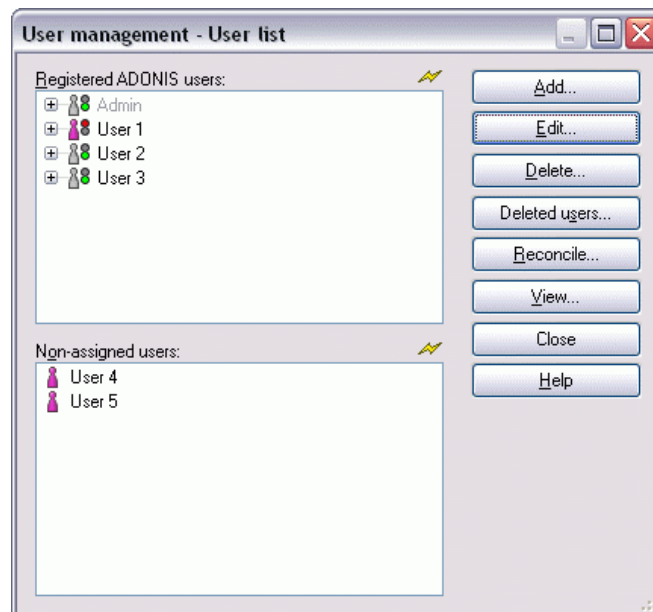 User management - User list
Registered ADONIS users:
Admin
User 1
User 2
User 3
Non-assigned users:
User 4
User 5
Add...
Edit...
Delete...
Deleted users...
Reconcile...
View...
Close
Help